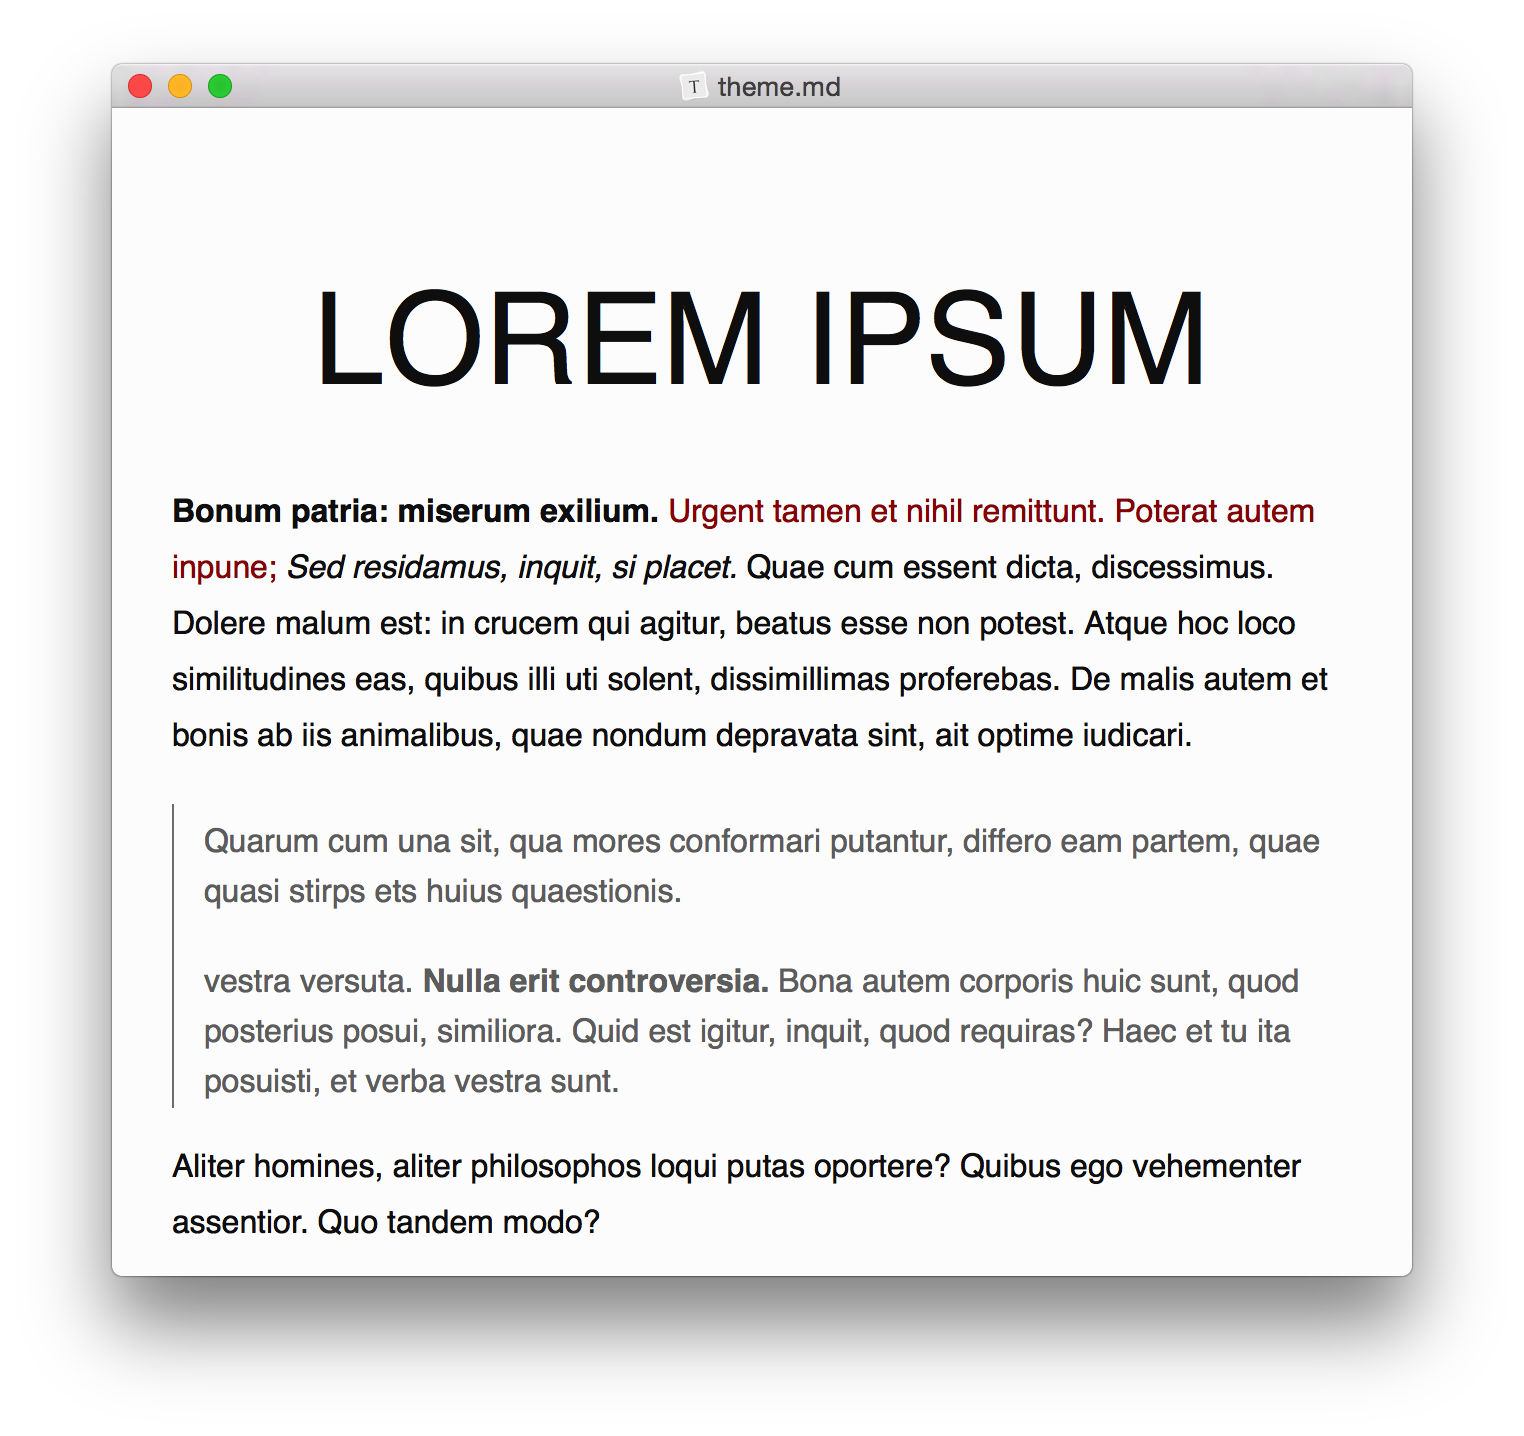 T theme.md
LOREM IPSUM
Bonum patria: miserum exilium. Urgent tamen et nihil remittunt. Poterat autem
inpune; Sed residamus, inquit, si placet. Quae cum essent dicta, discessimus.
Dolere malum est: in crucem qui agitur, beatus esse non potest. Atque hoc loco
similitudines eas, quibus illi uti solent, dissimillimas proferebas. De malis autem et
bonis ab iis animalibus, quae nondum depravata sint, ait optime iudicari.
Quarum cum una sit, qua mores conformari putantur, differo eam partem, quae
quasi stirps ets huius quaestionis.
vestra versuta. Nulla erit controversia. Bona autem corporis huic sunt, quod
posterius posui, similiora. Quid est igitur, inquit, quod requiras? Haec et tu ita
posuisti, et verba vestra sunt.
Aliter homines, aliter philosophos loqui putas oportere? Quibus ego vehementer
assentior. Quo tandem modo?